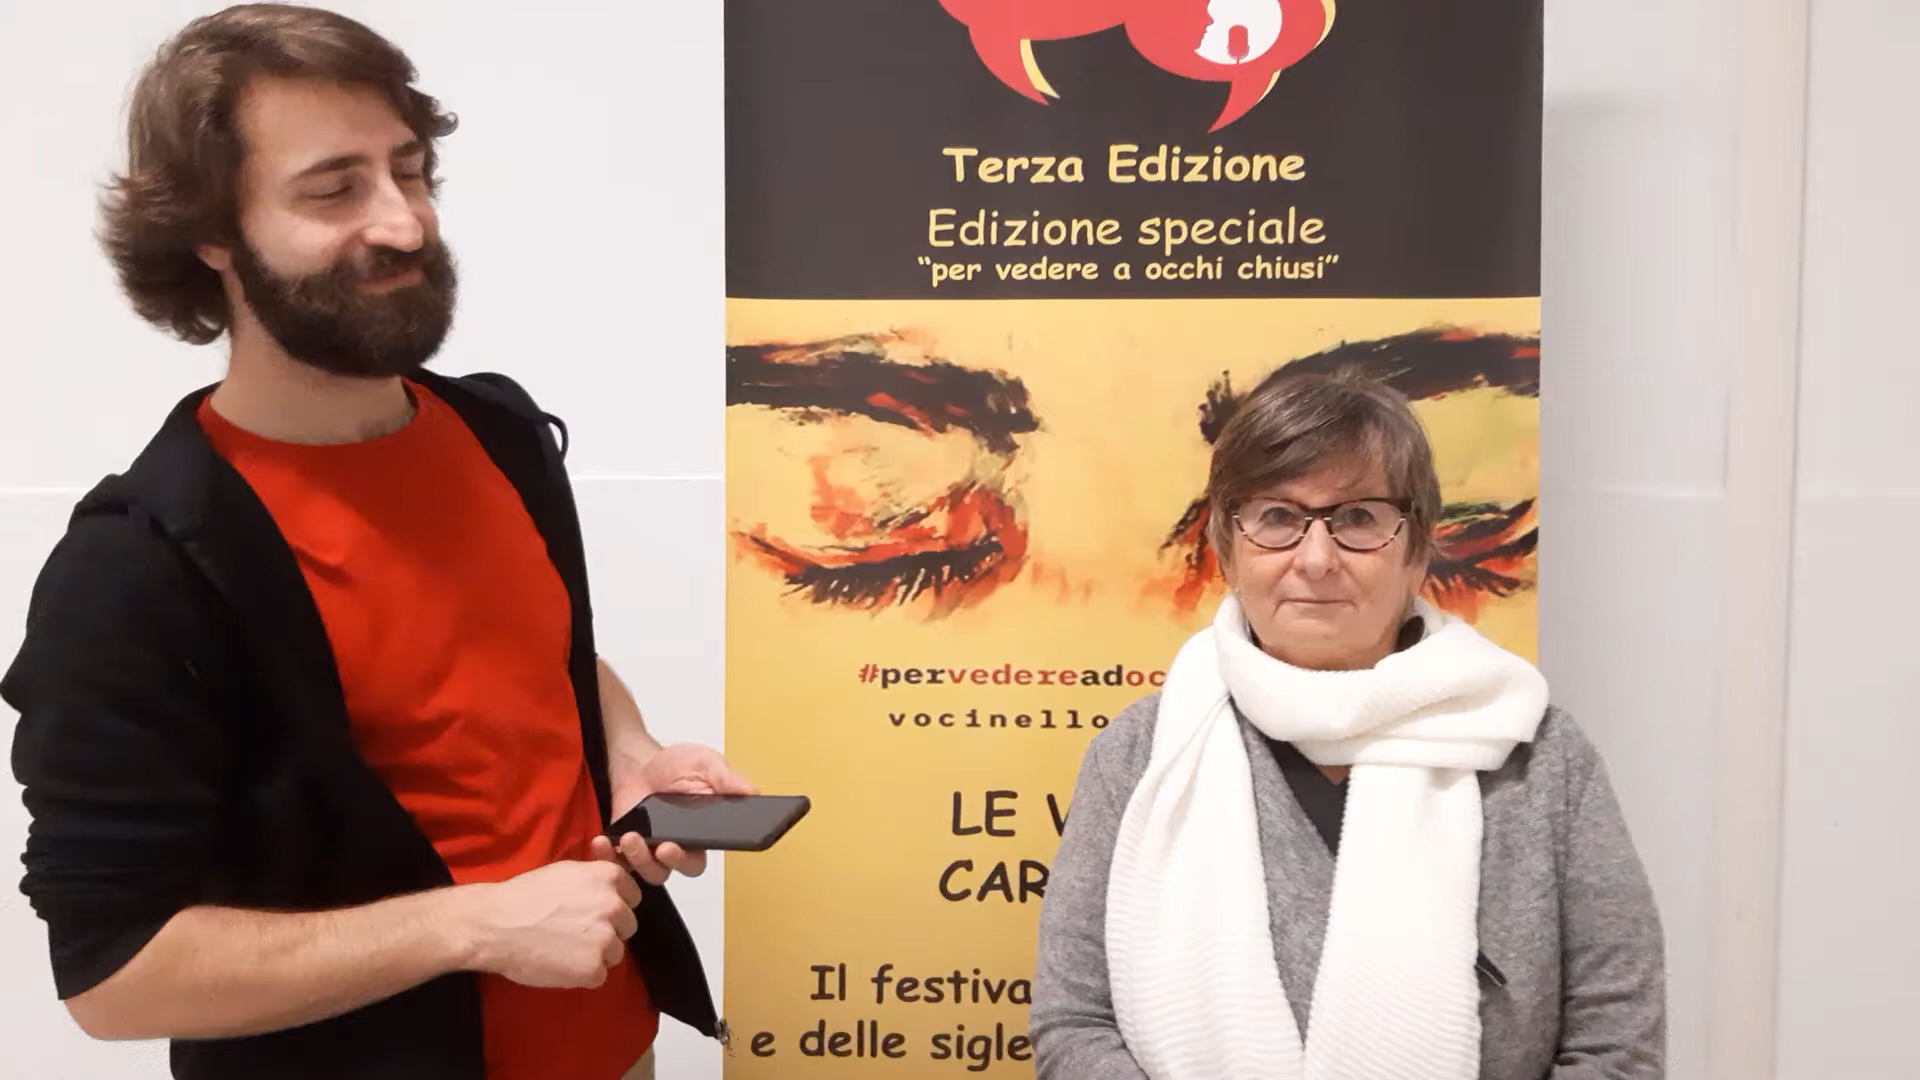 Terza Edizione
Edizione speciale
“per vedere a occhi chiusi”
#pervedereadoc
vocinello
LE
CAR
Il festiva
e delle sigle